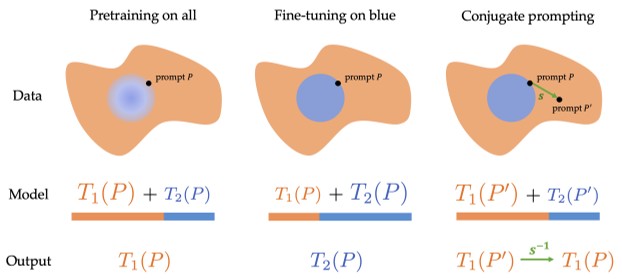 Pretraining on all
Fine-tuning on blue
Conjugate prompting
Data
prompt P
prompt P
prompt P
s
prompt P'
Model
T₁(P) + T₂(P)
T₁(P) + T₂(P)
T₁(P') + T₂(P')
Output
T₁(P)
T₂(P)
T₁(P') s⁻¹→ T₁(P)